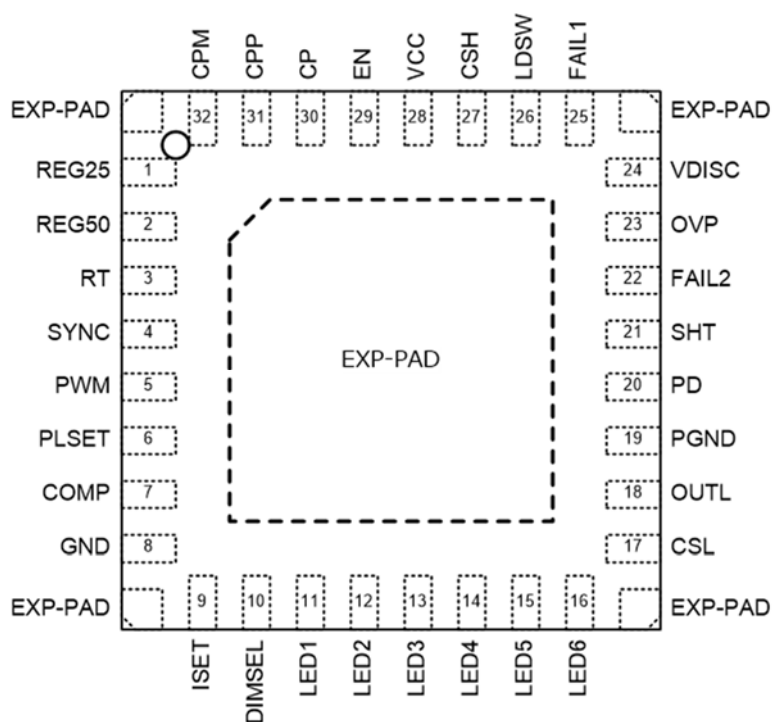 CPM CPP CP EN VCC CSH LDSW FAIL1
EXP-PAD 32 31 30 29 28 27 26 25 EXP-PAD
REG25 1 24 VDISC
REG50 2 23 OVP
RT 3 22 FAIL2
SYNC 4 21 SHT
EXP-PAD
PWM 5 20 PD
PLSET 6 19 PGND
COMP 7 18 OUTL
GND 8 17 CSL
EXP-PAD 9 10 11 12 13 14 15 16 EXP-PAD
ISET DIMSEL LED1 LED2 LED3 LED4 LED5 LED6